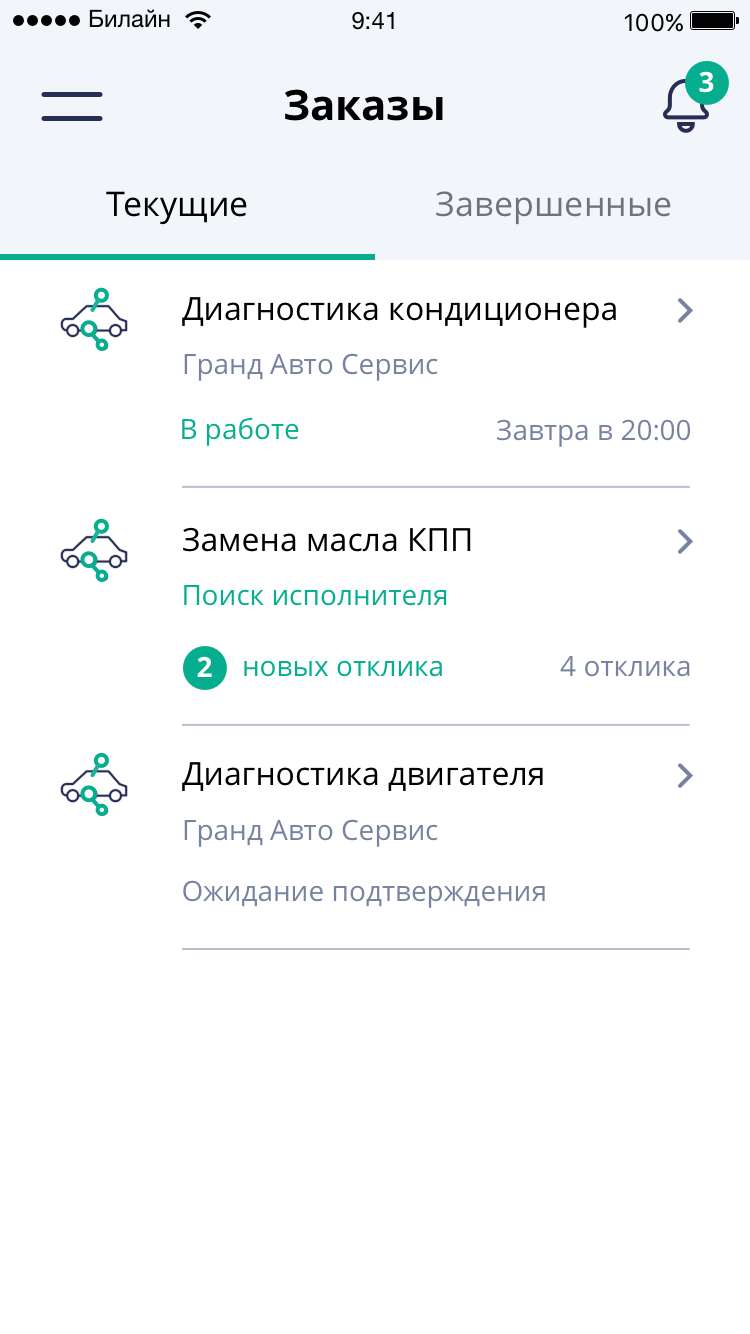 Билайн 9:41 100%
Заказы 3
Текущие Завершенные
Диагностика кондиционера
Гранд Авто Сервис
В работе Завтра в 20:00
Замена масла КПП
Поиск исполнителя
2 новых отклика 4 отклика
Диагностика двигателя
Гранд Авто Сервис
Ожидание подтверждения